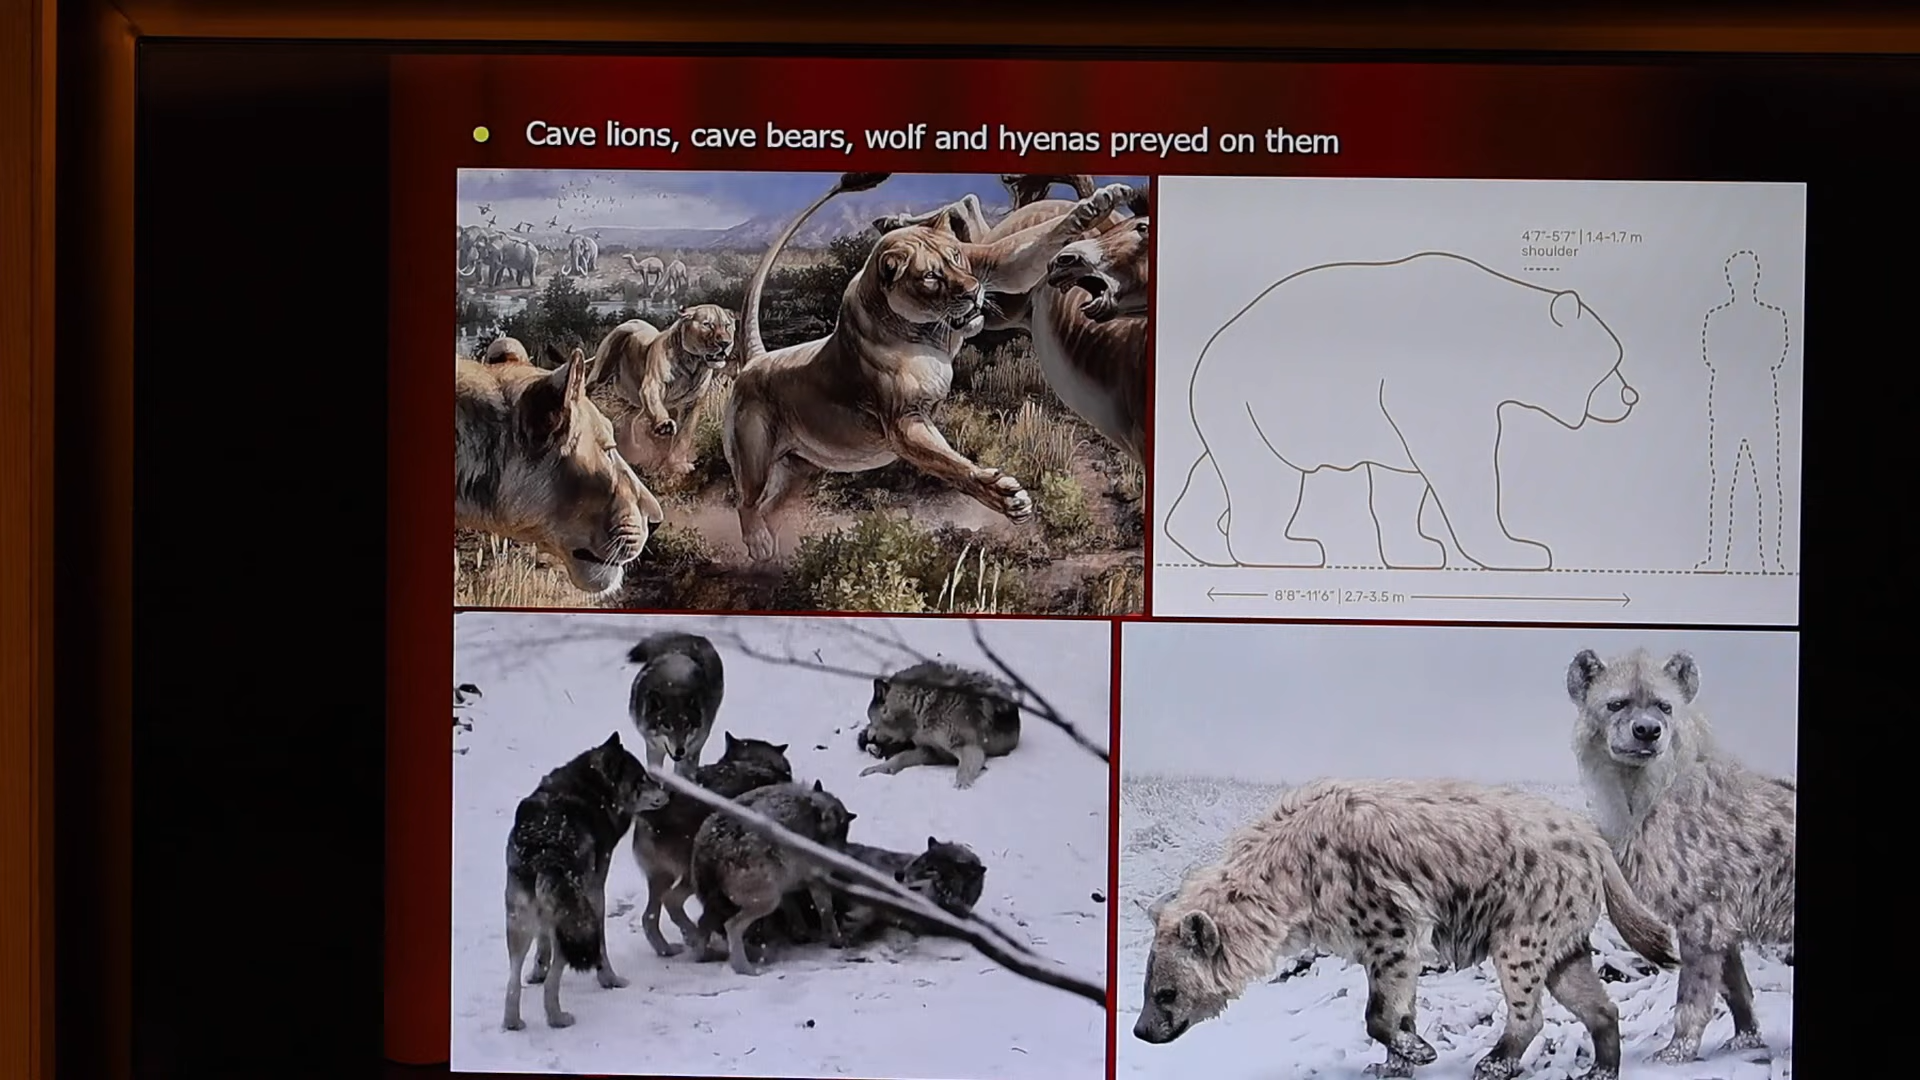 Cave lions, cave bears, wolf and hyenas preyed on them
4'7"-5'7" | 1.4-1.7 m
shoulder
8'8"-11'6" | 2.7-3.5 m